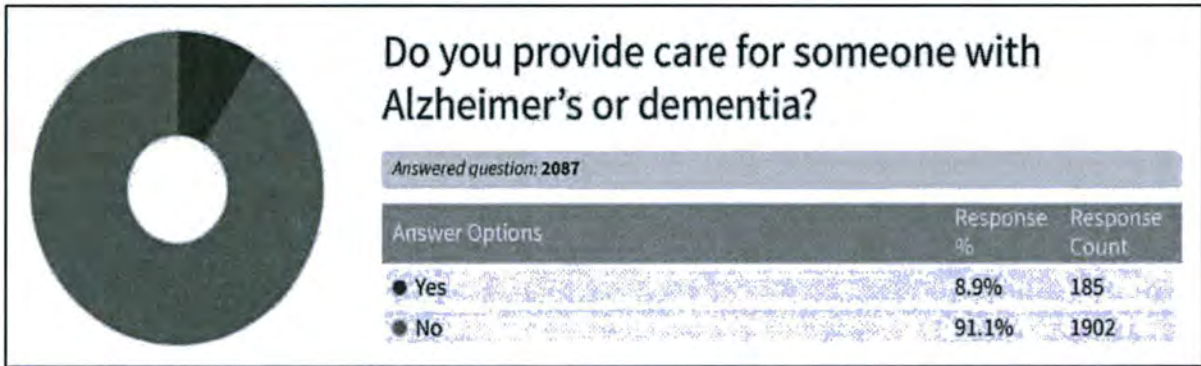 Do you provide care for someone with
Alzheimer's or dementia?
Answered question: 2087
Answer Options Response % Response Count
Yes 8.9% 185
No 91.1% 1902